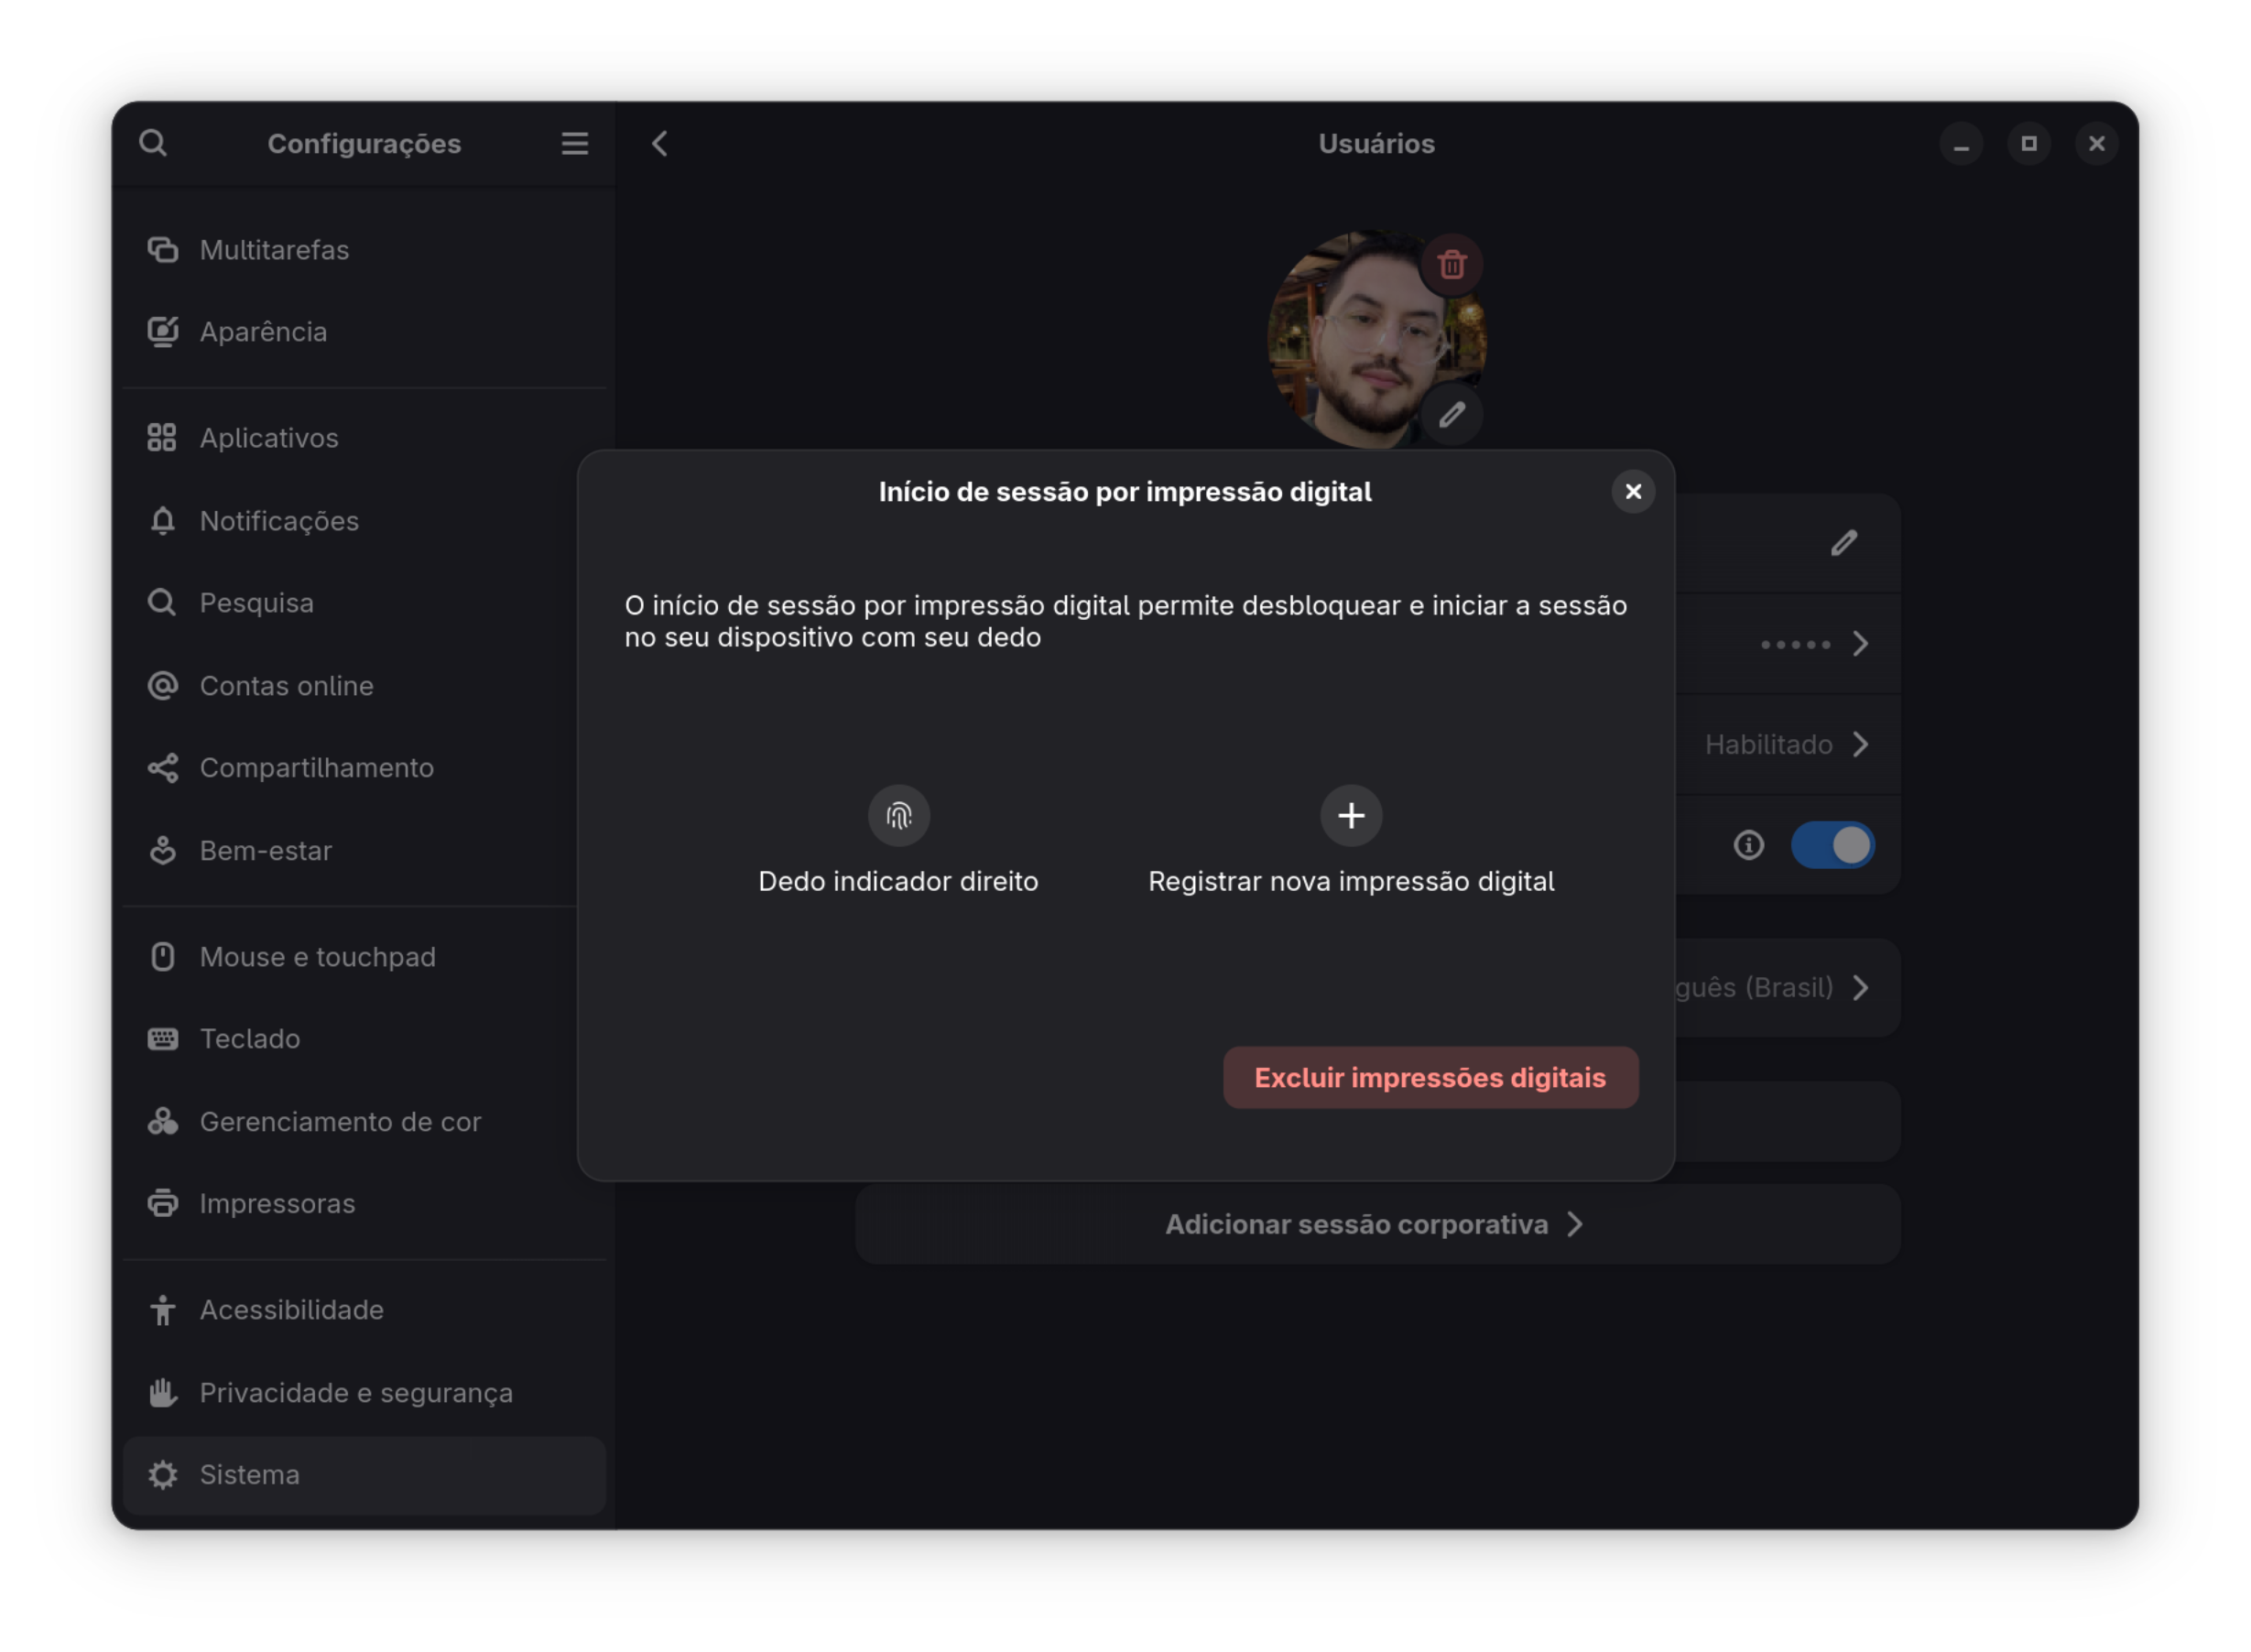 Configurações
Usuários
Multitarefas
Aparência
Aplicativos
Notificações
Pesquisa
Contas online
Compartilhamento
Bem-estar
Mouse e touchpad
Teclado
Gerenciamento de cor
Impressoras
Acessibilidade
Privacidade e segurança
Sistema
Início de sessão por impressão digital
O início de sessão por impressão digital permite desbloquear e iniciar a sessão
no seu dispositivo com seu dedo
Dedo indicador direito
Registrar nova impressão digital
Excluir impressões digitais
Habilitado
guês (Brasil)
Adicionar sessão corporativa